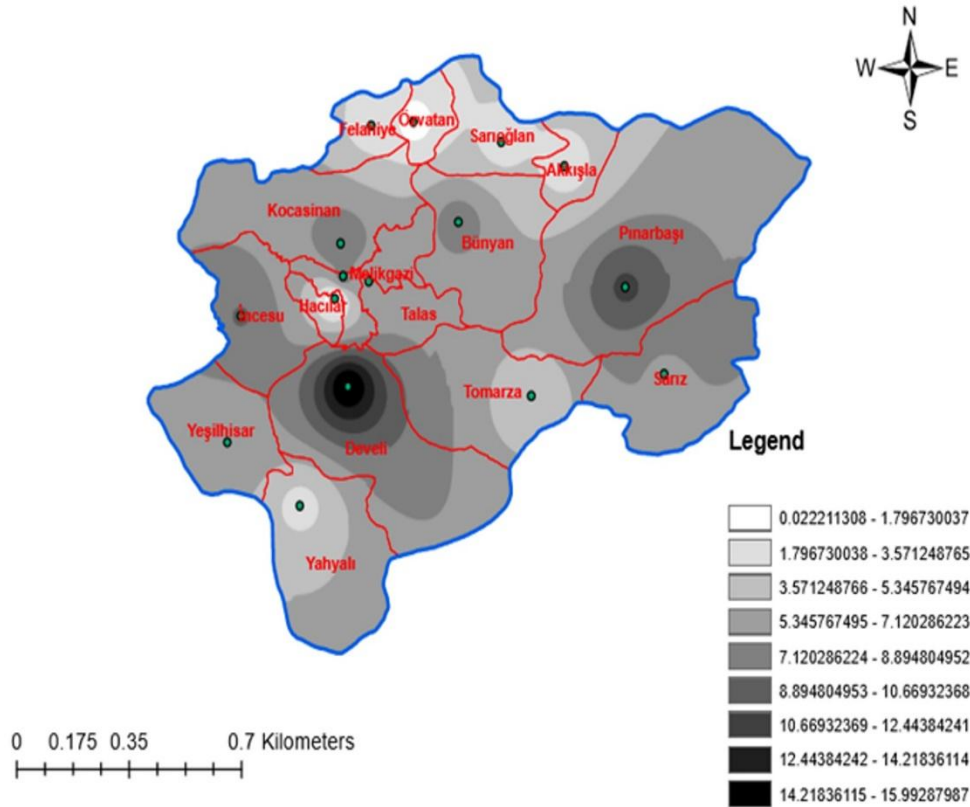 N
W E
S
Felahiye
Özvatan
Sarıoğlan
Akkışla
Kocasinan
Bünyan
Pınarbaşı
Melikgazi
Hacılar
İncesu
Talas
Sarız
Tomarza
Yeşilhisar
Develi
Yahyalı
Legend
0.022211308 - 1.796730037
1.796730038 - 3.571248765
3.571248766 - 5.345767494
5.345767495 - 7.120286223
7.120286224 - 8.894804952
8.894804953 - 10.66932368
10.66932369 - 12.44384241
12.44384242 - 14.21836114
14.21836115 - 15.99287987
0 0.175 0.35 0.7 Kilometers